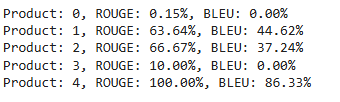 Product: 0, ROUGE: 0.15%, BLEU: 0.00%
Product: 1, ROUGE: 63.64%, BLEU: 44.62%
Product: 2, ROUGE: 66.67%, BLEU: 37.24%
Product: 3, ROUGE: 10.00%, BLEU: 0.00%
Product: 4, ROUGE: 100.00%, BLEU: 86.33%